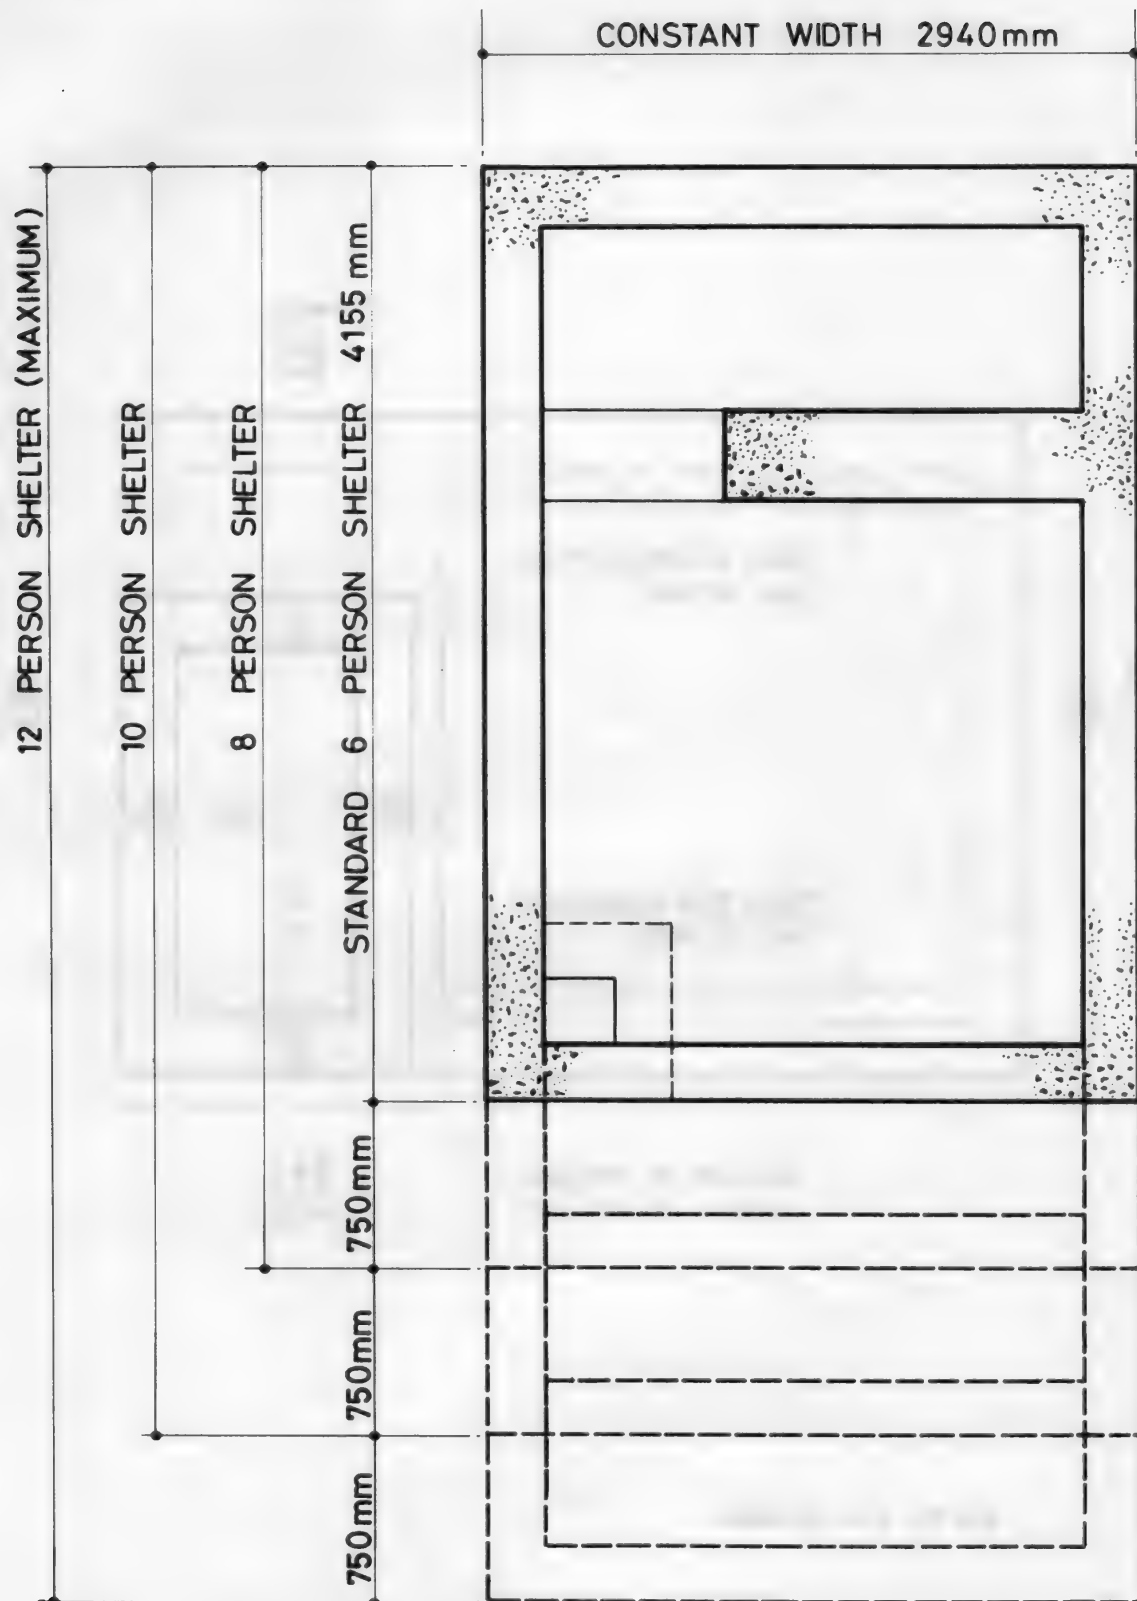 CONSTANT WIDTH 2940mm
12 PERSON SHELTER (MAXIMUM)
10 PERSON SHELTER
8 PERSON SHELTER
STANDARD 6 PERSON SHELTER 4155 mm
750mm
750mm
750mm